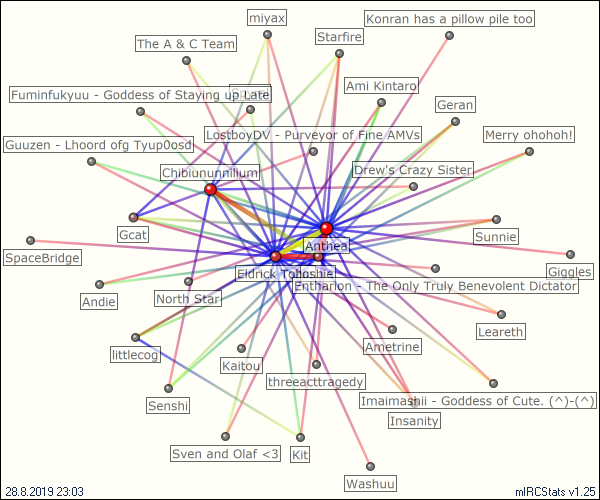 miyax
Konran has a pillow pile too
The A & C Team
Starfire
Ami Kintaro
Fuminfukyuu - Goddess of Staying up Late
Geran
LostboyDV - Purveyor of Fine AMVs
Merry ohohoh!
Guuzen - Lhoord ofg Tyup0osd
Chibiununnilium
Drew's Crazy Sister
Gcat
Anthea
Sunnie
SpaceBridge
Eldrick Tobin
Giggles
Entharion - The Only Truly Benevolent Dictator
Andie
North Star
Leareth
Ametrine
littlecog
Kaitou
threeacttragedy
Senshi
Imaimashii - Goddess of Cute. (^)-(^)
Insanity
Sven and Olaf <3
Kit
Washuu
28.8.2019 23:03
mIRCStats v1.25